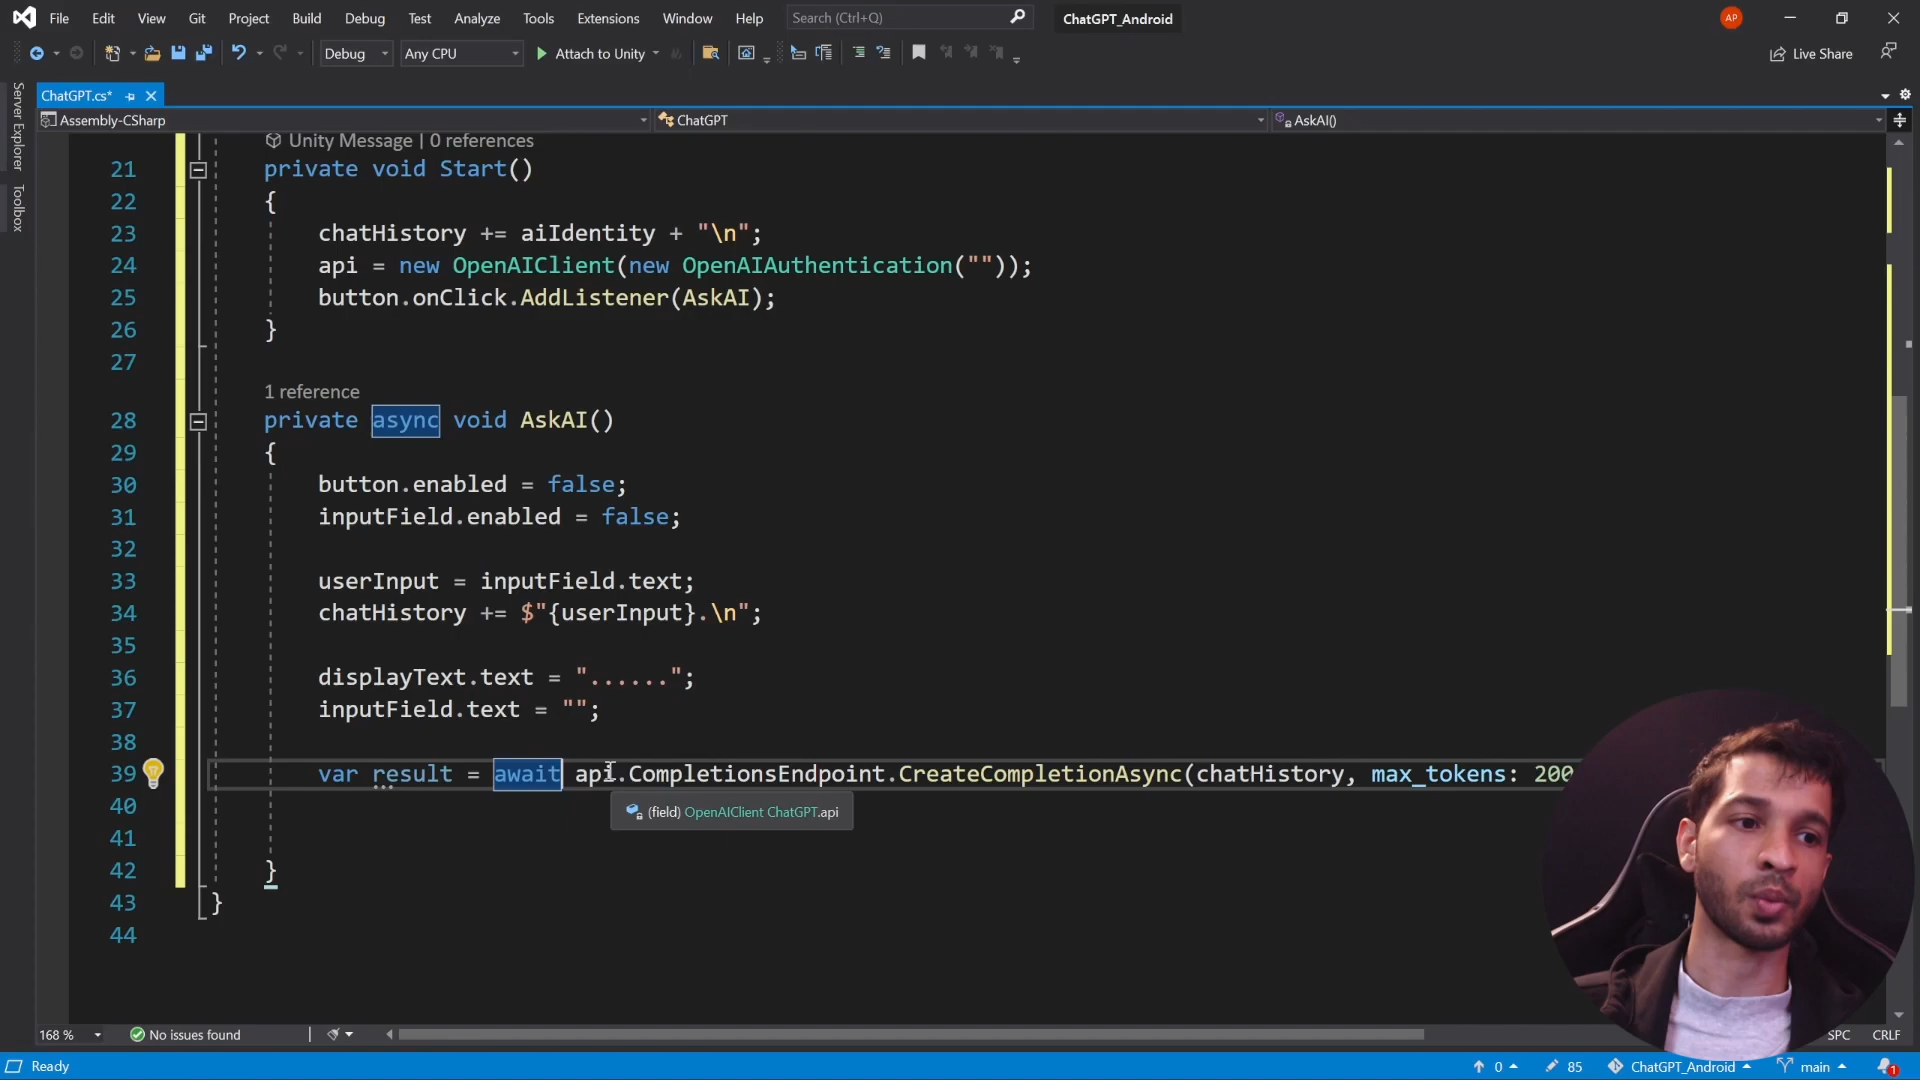 File Edit View Git Project Build Debug Test Analyze Tools Extensions Window Help Search (Ctrl+Q) ChatGPT_Android AP
Debug Any CPU Attach to Unity Live Share
Server Explorer
Toolbox
ChatGPT.cs*
Assembly-CSharp ChatGPT AskAI()
Unity Message | 0 references
21 private void Start()
22 {
23 chatHistory += aiIdentity + "\n";
24 api = new OpenAIClient(new OpenAIAuthentication(""));
25 button.onClick.AddListener(AskAI);
26 }
27
1 reference
28 private async void AskAI()
29 {
30 button.enabled = false;
31 inputField.enabled = false;
32
33 userInput = inputField.text;
34 chatHistory += $"{userInput}.\n";
35
36 displayText.text = "......";
37 inputField.text = "";
38
39 var result = await api.CompletionsEndpoint.CreateCompletionAsync(chatHistory, max_tokens: 200
40
(field) OpenAIClient ChatGPT.api
41
42 }
43 }
44
168 % No issues found SPC CRLF
Ready 0 85 ChatGPT_Android main 1